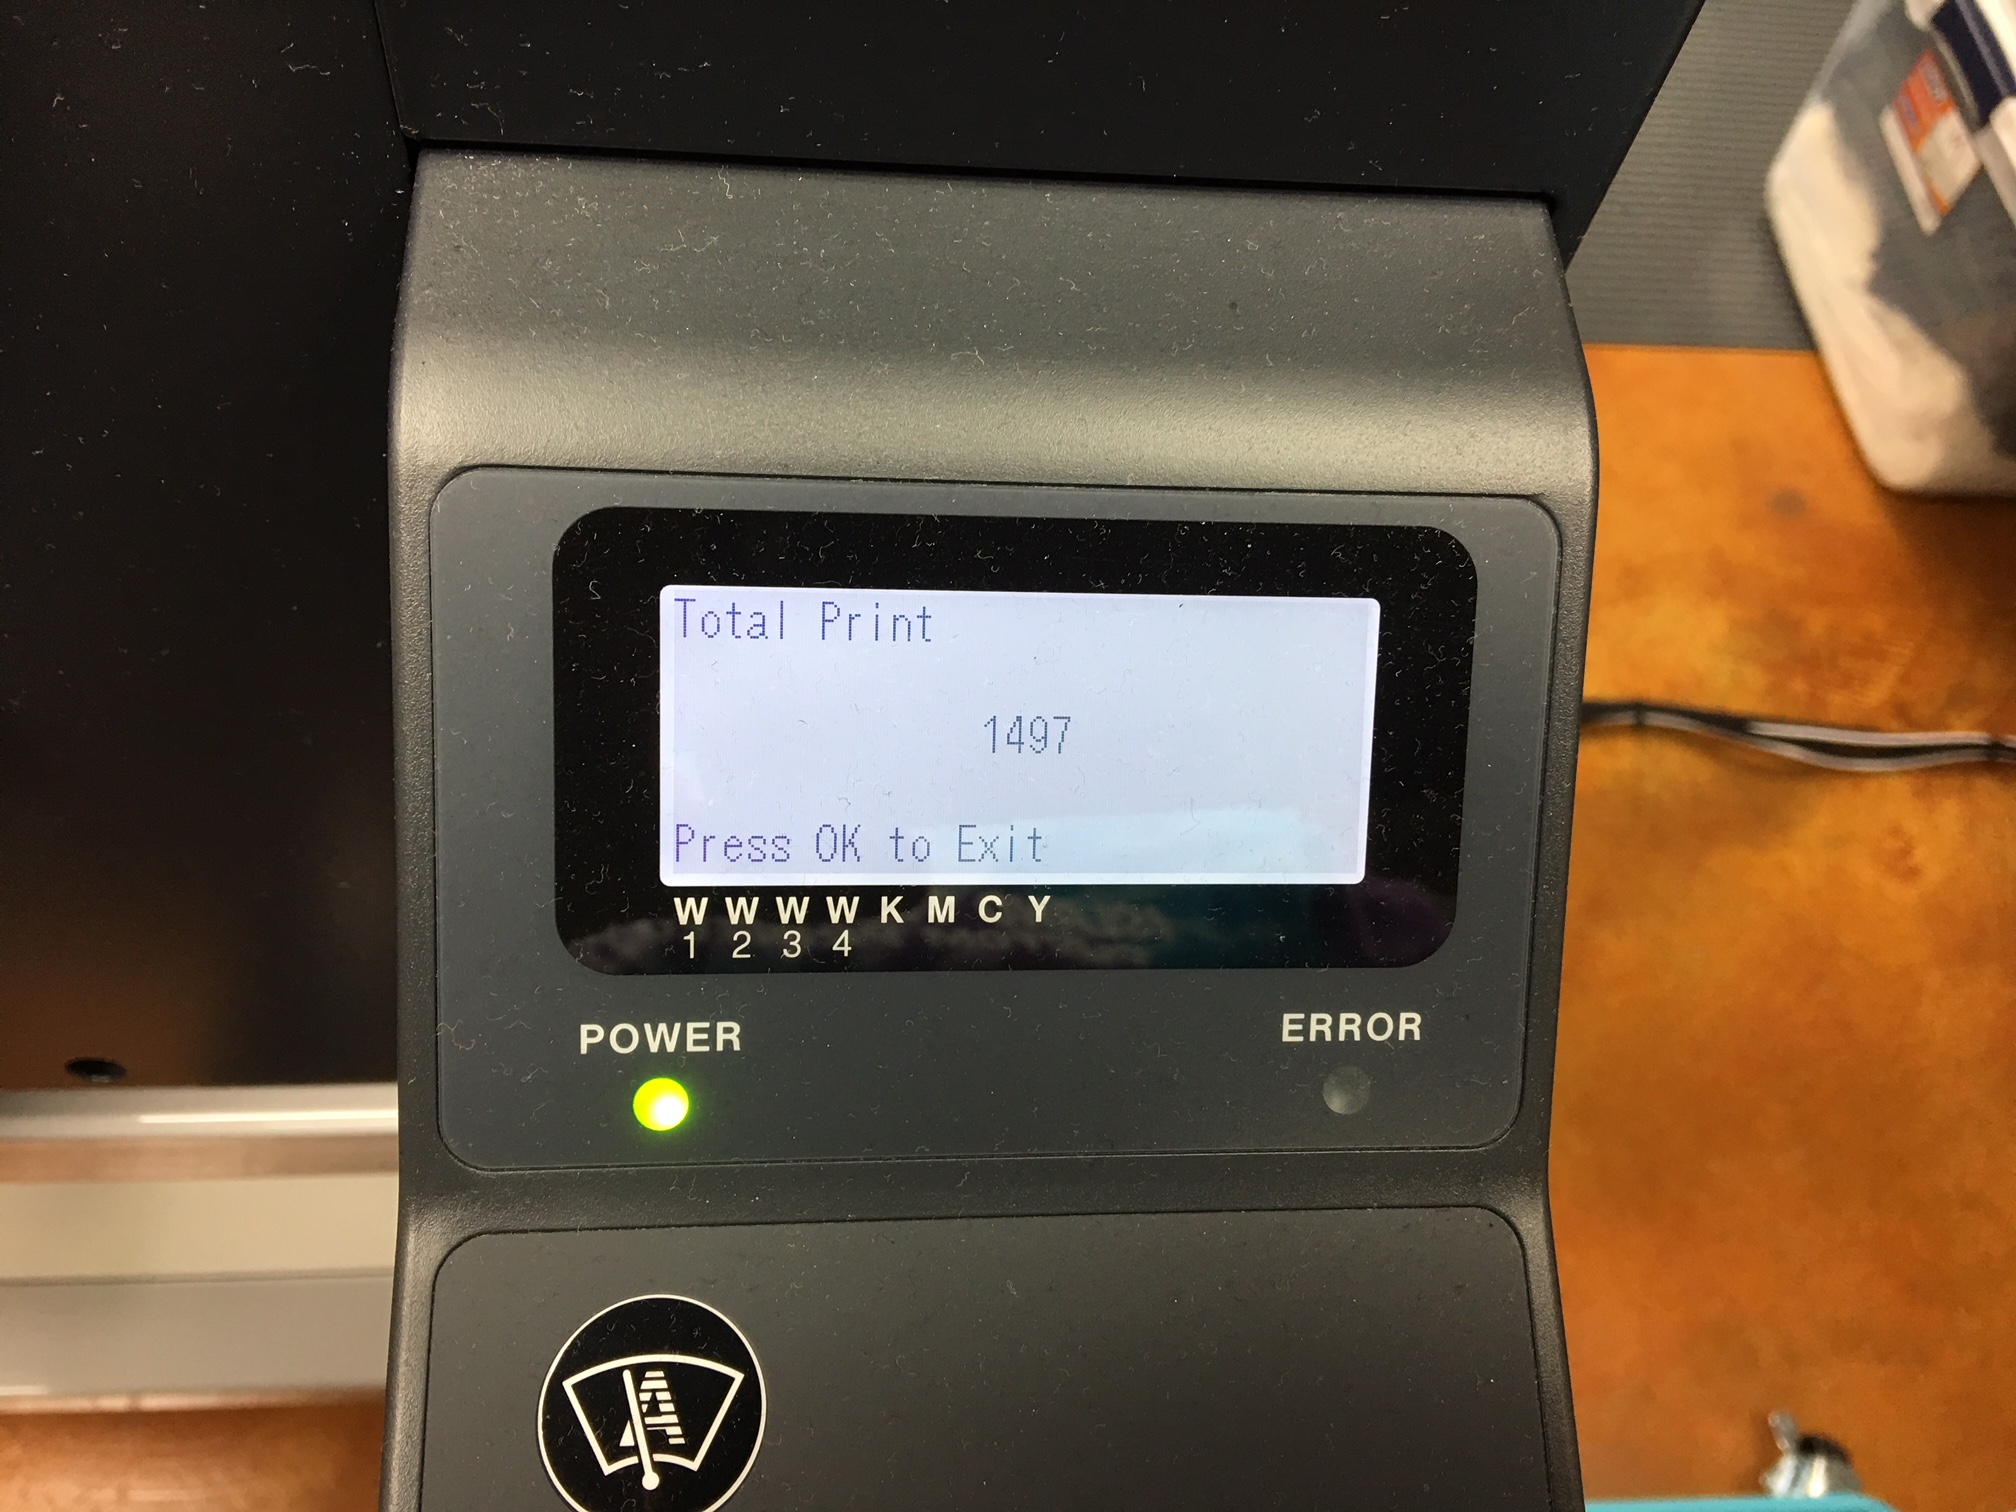 Total Print
1497
Press OK to Exit
W W W W K M C Y
1 2 3 4
POWER
ERROR